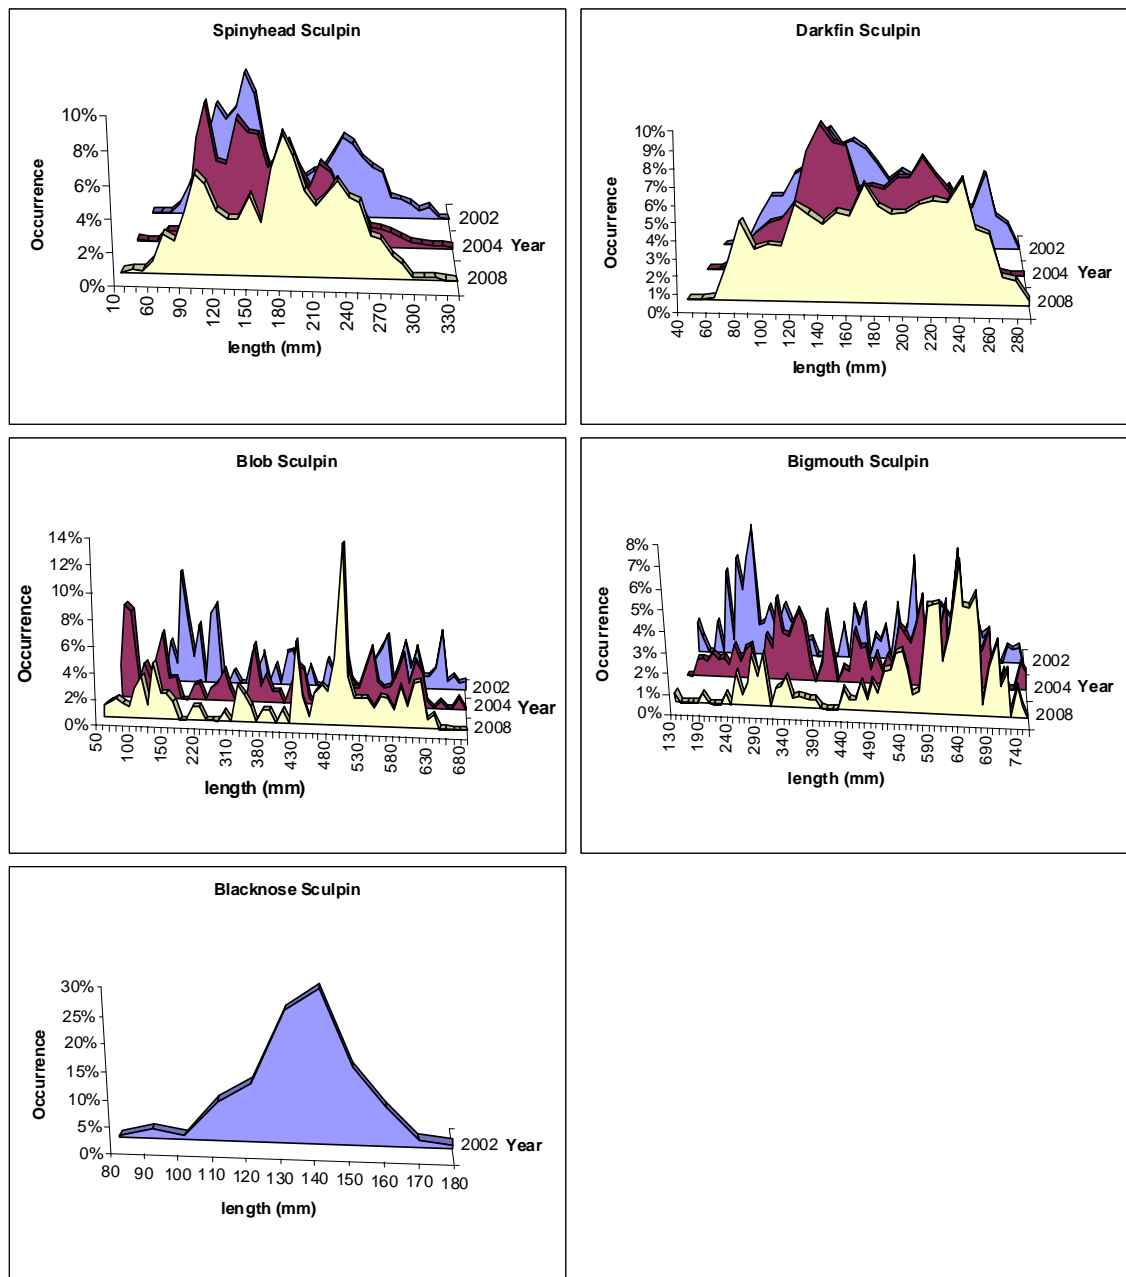 Spinyhead Sculpin
10%
8%
6%
4%
2%
0%
Occurrence
2002
2004 Year
2008
10 60 90 120 150 180 210 240 270 300 330
length (mm)
Darkfin Sculpin
10%
9%
8%
7%
6%
5%
4%
3%
2%
1%
0%
Occurrence
2002
2004 Year
2008
40 60 80 100 120 140 160 180 200 220 240 260 280
length (mm)
Blob Sculpin
14%
12%
10%
8%
6%
4%
2%
0%
Occurrence
2002
2004 Year
2008
50 100 150 220 310 380 430 480 530 580 630 680
length (mm)
Bigmouth Sculpin
8%
7%
6%
5%
4%
3%
2%
1%
0%
Occurrrence
2002
2004 Year
2008
130 190 240 290 340 390 440 490 540 590 640 690 740
length (mm)
Blacknose Sculpin
30%
25%
20%
15%
10%
5%
0%
Occurrence
2002 Year
80 90 100 110 120 130 140 150 160 170 180
length (mm)